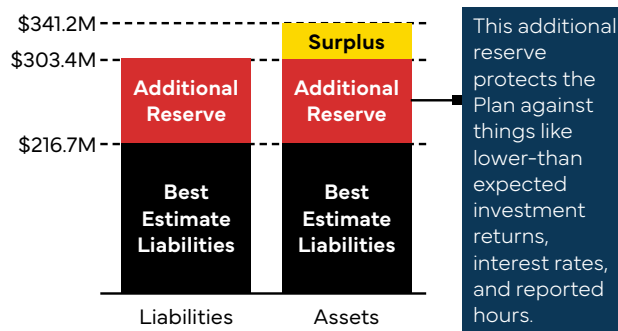 $341.2M
$303.4M
$216.7M
Additional
Reserve
Best
Estimate
Liabilities
Liabilities
Surplus
Additional
Reserve
Best
Estimate
Liabilities
Assets
This additional
reserve
protects the
Plan against
things like
lower-than
expected
investment
returns,
interest rates,
and reported
hours.